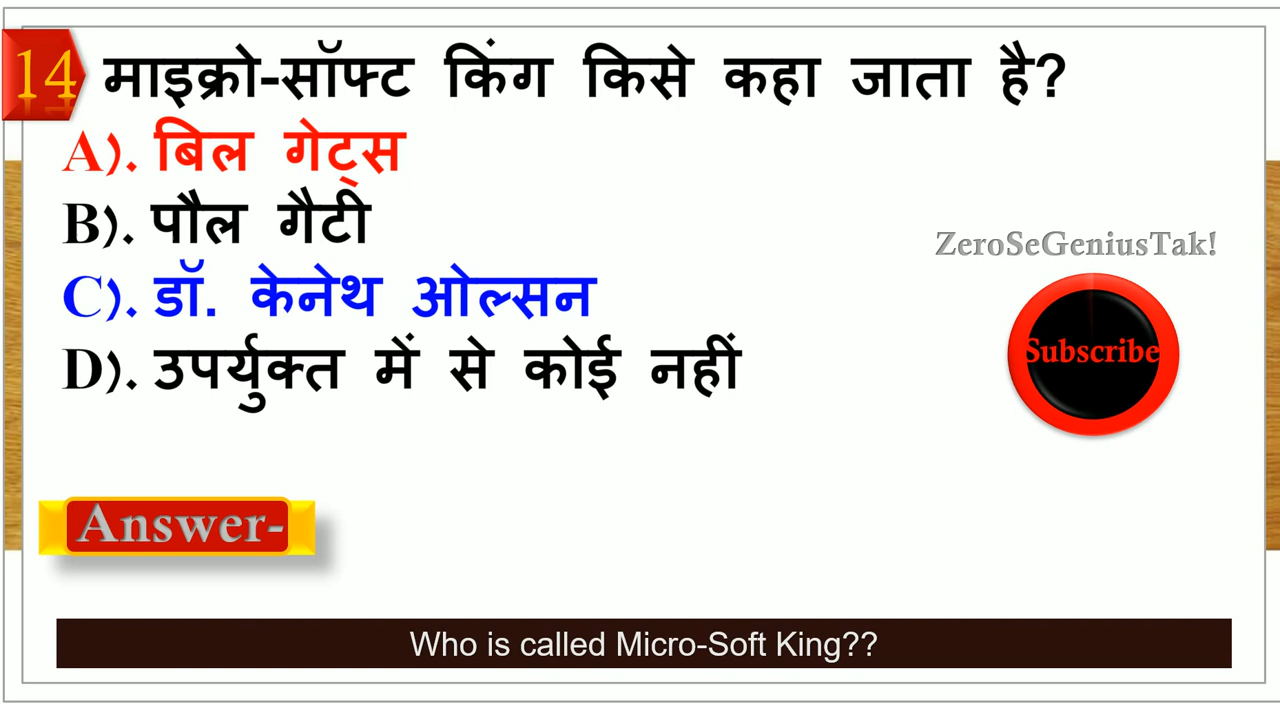 14 माइक्रो-सॉफ्ट किंग किसे कहा जाता है?
A). बिल गेट्स
B). पौल गैटी
C). डॉ. केनेथ ओल्सन
D). उपर्युक्त में से कोई नहीं
ZeroSeGeniusTak!
Subscribe
Answer-
Who is called Micro-Soft King??